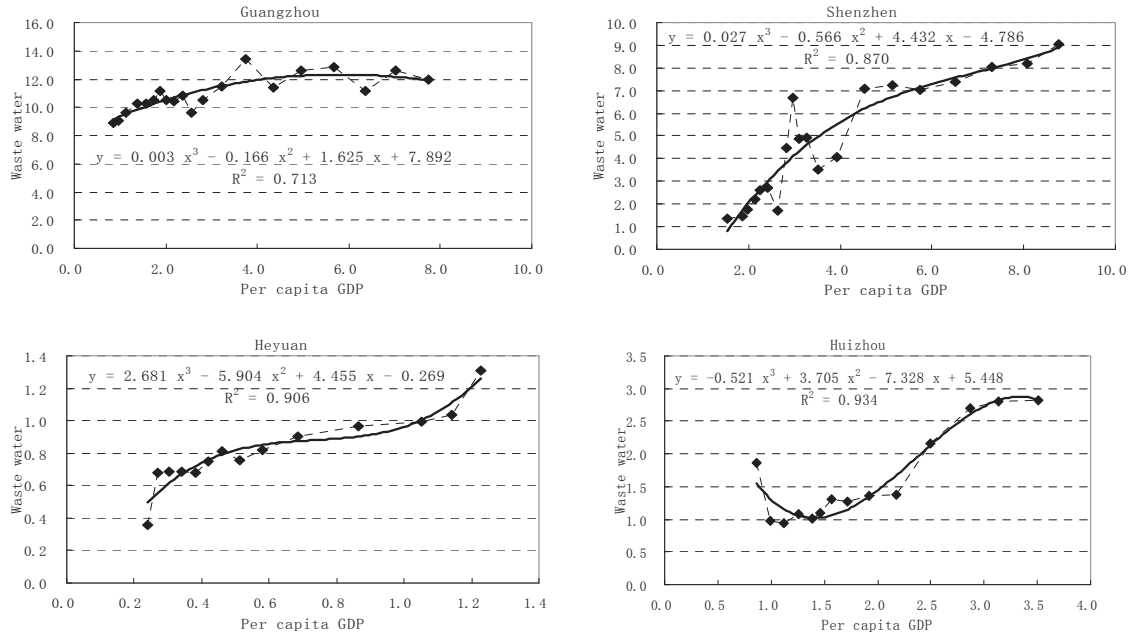 Guangzhou
16.0
14.0
12.0
10.0
8.0
6.0
4.0
2.0
0.0
Waste water
y = 0.003 x³ - 0.166 x² + 1.625 x + 7.892
R² = 0.713
0.0 2.0 4.0 6.0 8.0 10.0
Per capita GDP
Shenzhen
10.0
9.0
8.0
7.0
6.0
5.0
4.0
3.0
2.0
1.0
0.0
Waste water
y = 0.027 x³ - 0.566 x² + 4.432 x - 4.786
R² = 0.870
0.0 2.0 4.0 6.0 8.0 10.0
Per capita GDP
Heyuan
1.4
1.2
1.0
0.8
0.6
0.4
0.2
0.0
Waste water
y = 2.681 x³ - 5.904 x² + 4.455 x - 0.269
R² = 0.906
0.0 0.2 0.4 0.6 0.8 1.0 1.2 1.4
Per capita GDP
Huizhou
3.5
3.0
2.5
2.0
1.5
1.0
0.5
0.0
Waste water
y = -0.521 x³ + 3.705 x² - 7.328 x + 5.448
R² = 0.934
0.0 0.5 1.0 1.5 2.0 2.5 3.0 3.5 4.0
Per capita GDP